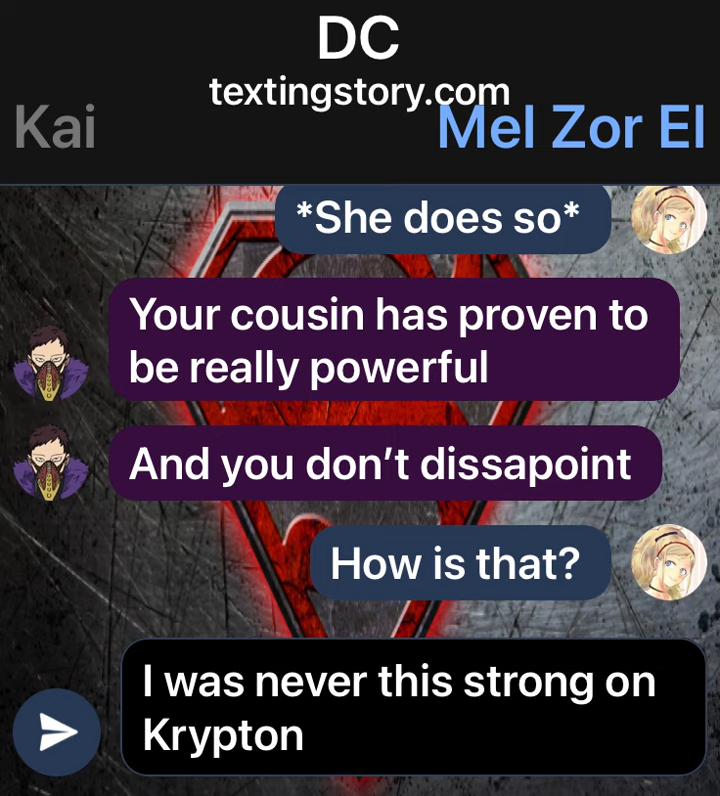 DC
textingstory.com
Kai
Mel Zor El
*She does so*
Your cousin has proven to
be really powerful
And you don’t dissapoint
How is that?
I was never this strong on
Krypton